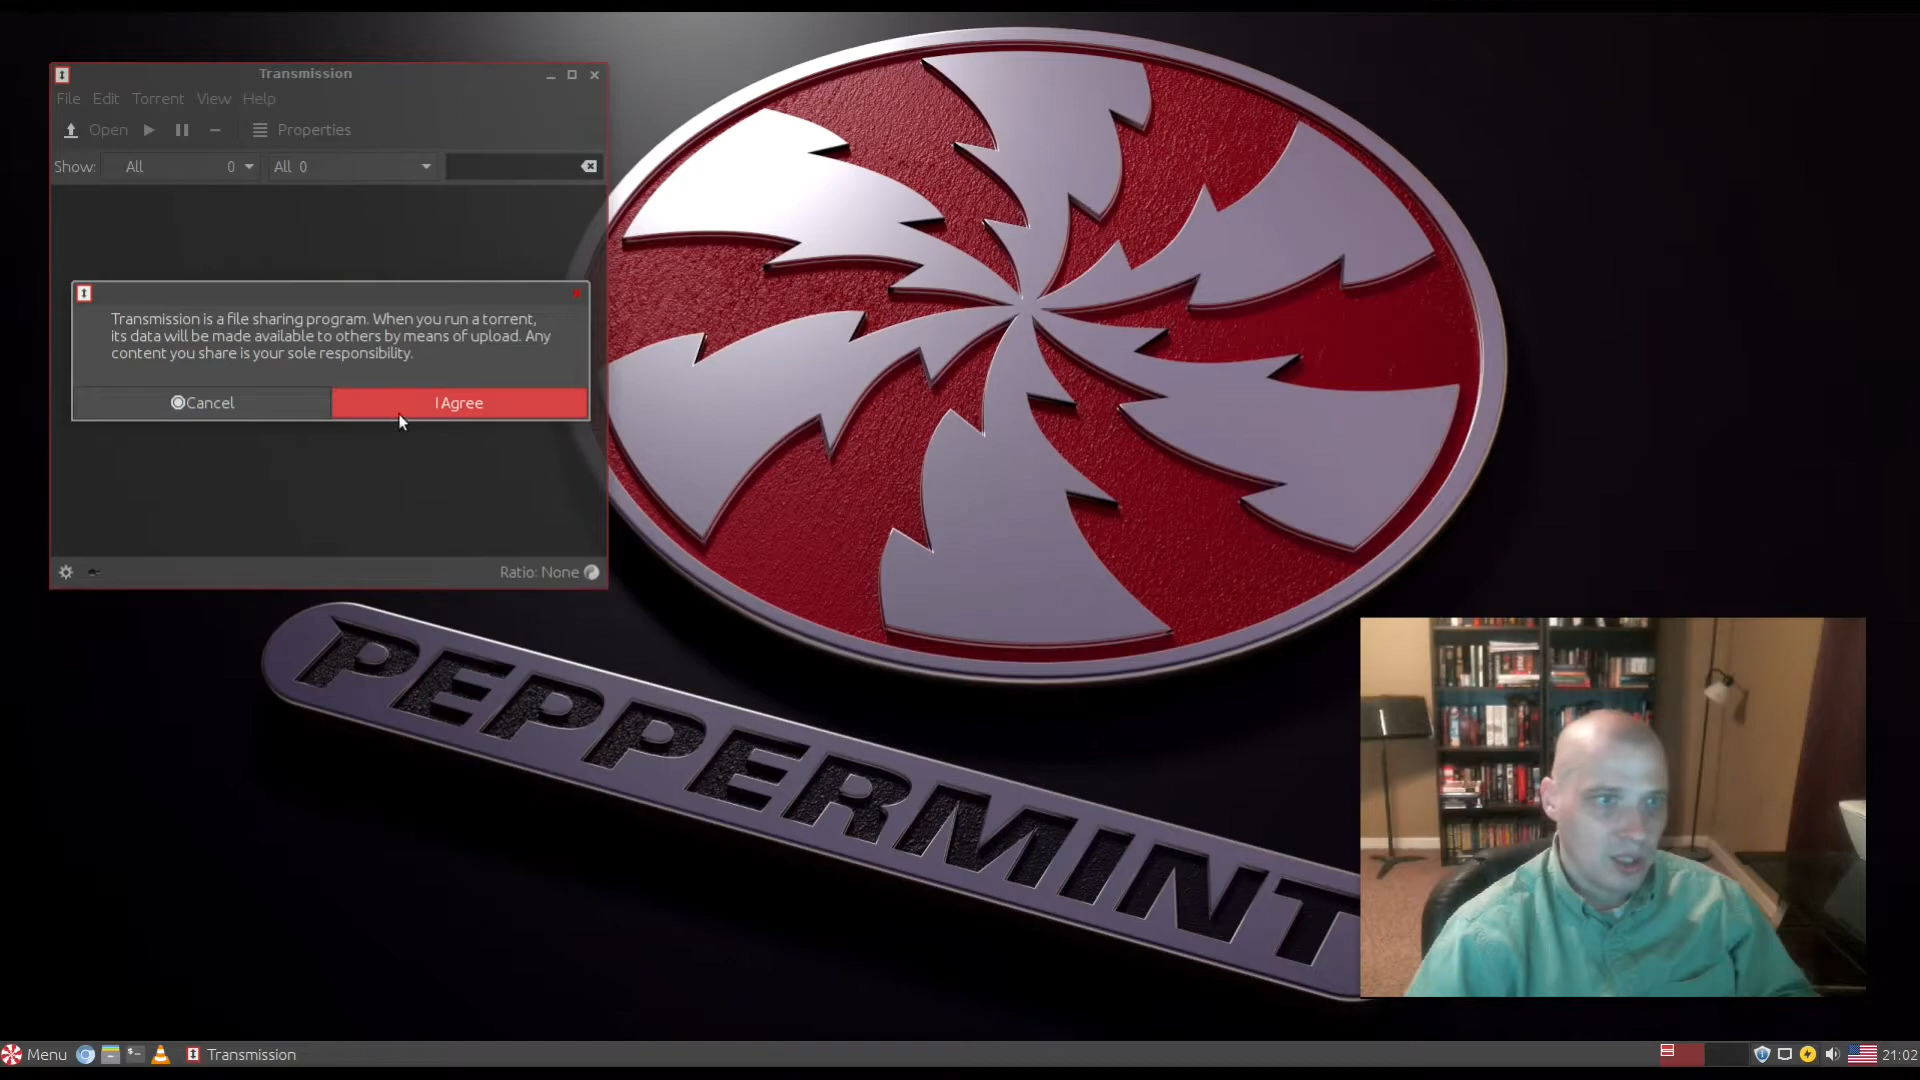 Transmission
File Edit Torrent View Help
Open Properties
Show: All 0 All 0
Transmission is a file sharing program. When you run a torrent,
its data will be made available to others by means of upload. Any
content you share is your sole responsibility.
Cancel I Agree
Ratio: None
PEPPERMINT
Menu Transmission 21:02